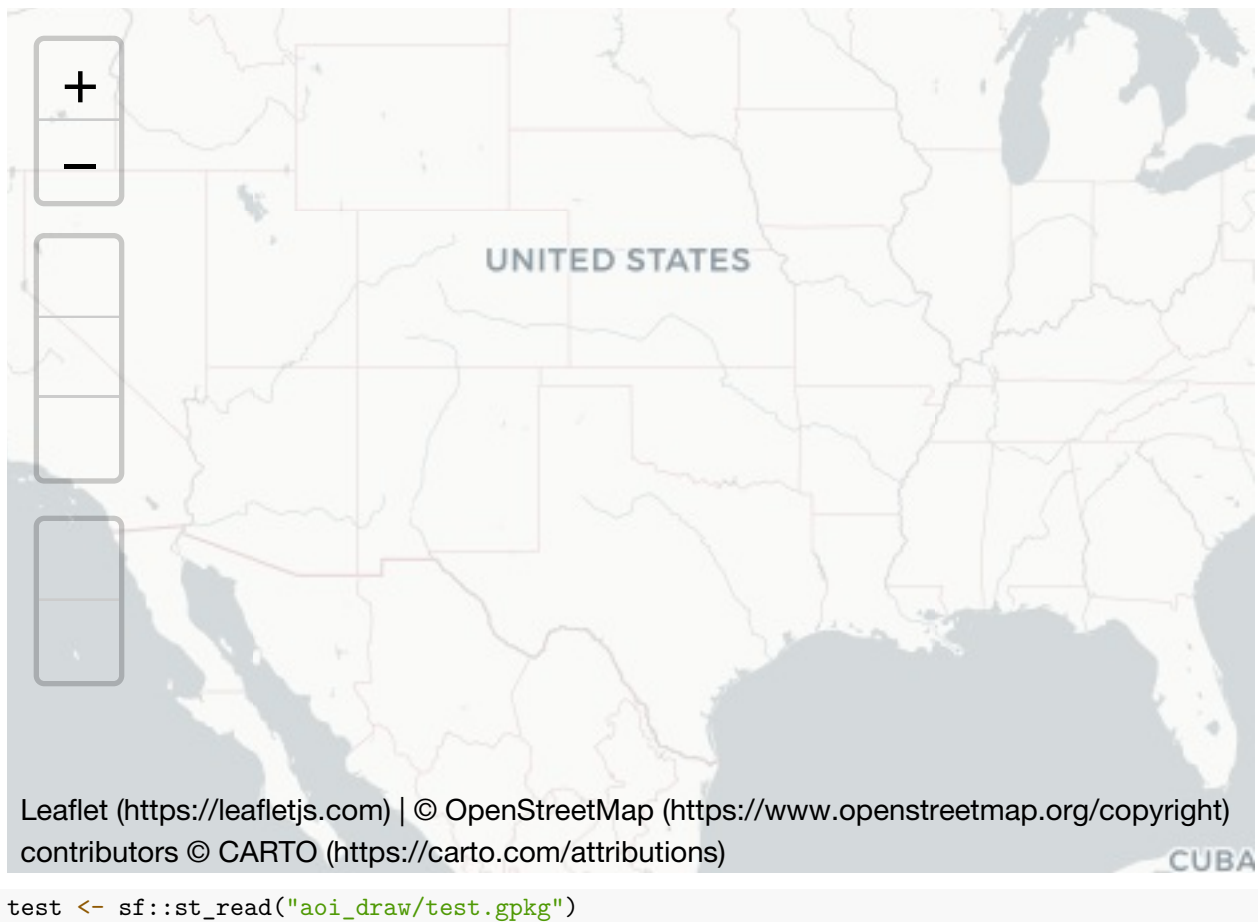 +
−
UNITED STATES
Leaflet (https://leafletjs.com) | © OpenStreetMap (https://www.openstreetmap.org/copyright)
contributors © CARTO (https://carto.com/attributions)
CUBA
test <- sf::st_read("aoi_draw/test.gpkg")